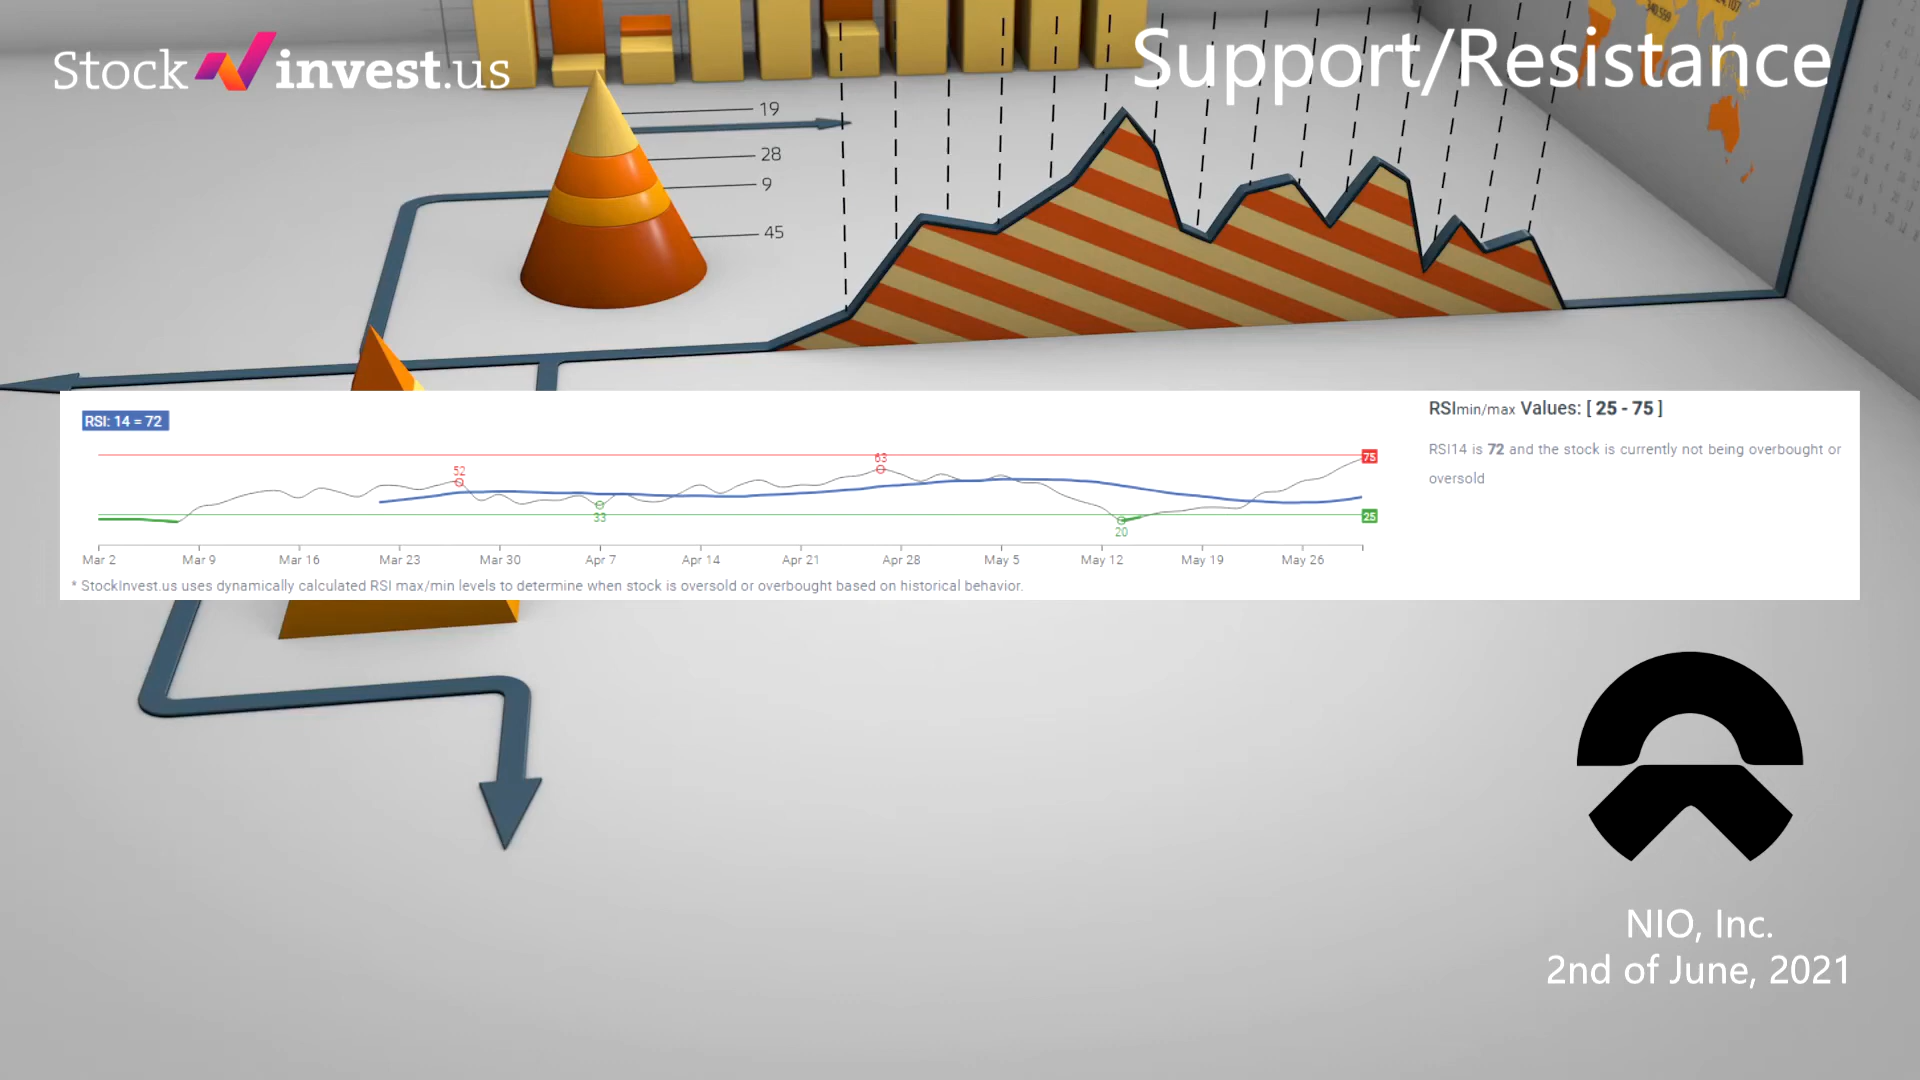 Stock invest.us
Support/Resistance
340,559
19
28
9
45
RSI: 14 = 72
RSImin/max Values: [ 25 - 75 ]
RSI14 is 72 and the stock is currently not being overbought or
oversold
52
63
75
33
20
25
Mar 2 Mar 9 Mar 16 Mar 23 Mar 30 Apr 7 Apr 14 Apr 21 Apr 28 May 5 May 12 May 19 May 26
* StockInvest.us uses dynamically calculated RSI max/min levels to determine when stock is oversold or overbought based on historical behavior.
NIO, Inc.
2nd of June, 2021